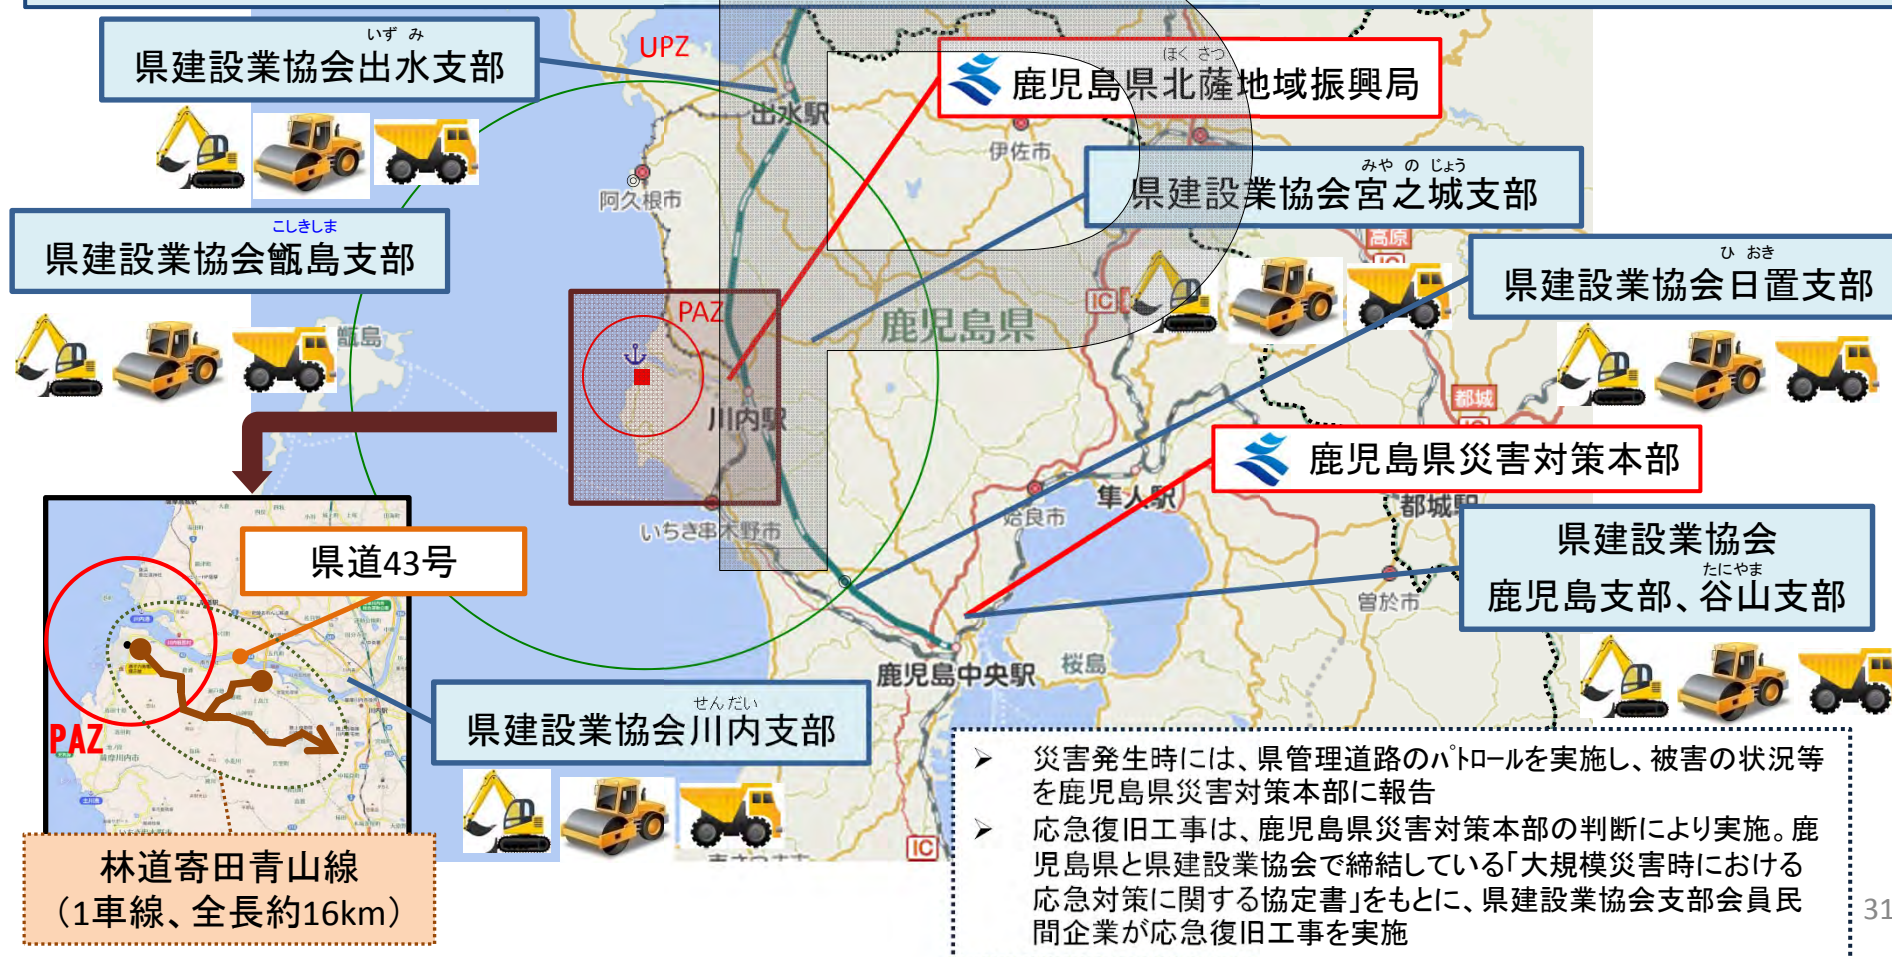 いずみ
県建設業協会出水支部
UPZ
ほくさつ
鹿児島県北薩地域振興局
出水駅
伊佐市
阿久根市
みやのじょう
県建設業協会宮之城支部
こしきしま
県建設業協会甑島支部
高原
IC
ひおき
県建設業協会日置支部
PAZ
IC
鹿児島県
甑島
川内駅
都城
IC
鹿児島県災害対策本部
いちき串木野市
姶良市
隼人駅
都城駅
県建設業協会
たにやま
鹿児島支部、谷山支部
県道43号
曽於市
鹿児島中央駅
桜島
せんだい
県建設業協会川内支部
PAZ
薩摩川内市
IC
林道寄田青山線
（1車線、全長約16km）
➢ 災害発生時には、県管理道路のパトロールを実施し、被害の状況等
を鹿児島県災害対策本部に報告
➢ 応急復旧工事は、鹿児島県災害対策本部の判断により実施。鹿
児島県と県建設業協会で締結している「大規模災害時における
応急対策に関する協定書」をもとに、県建設業協会支部会員民
間企業が応急復旧工事を実施
31